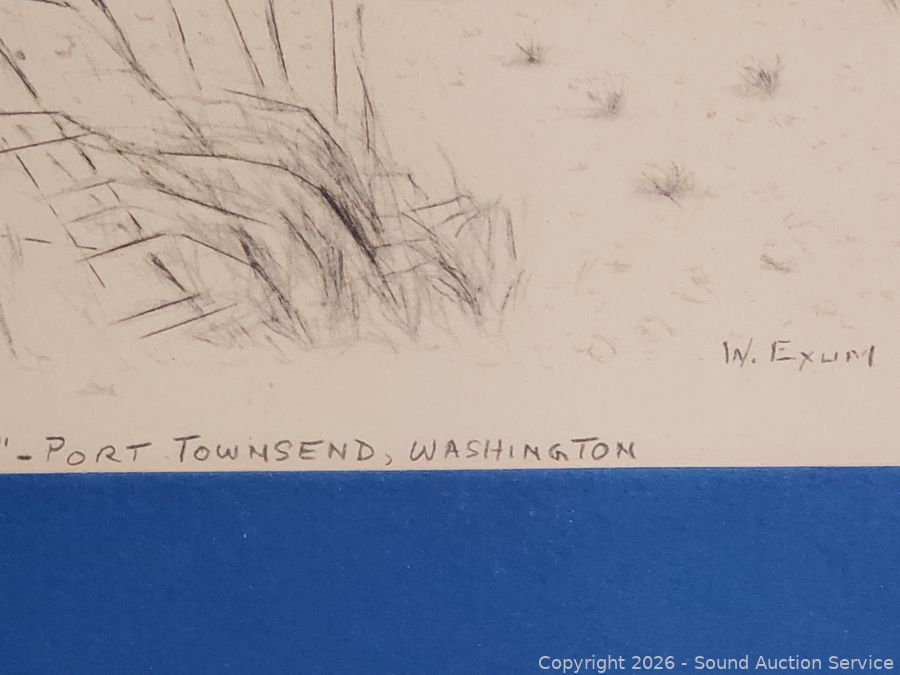 W. EXUM
" - PORT TOWNSEND, WASHINGTON
Copyright 2026 - Sound Auction Service